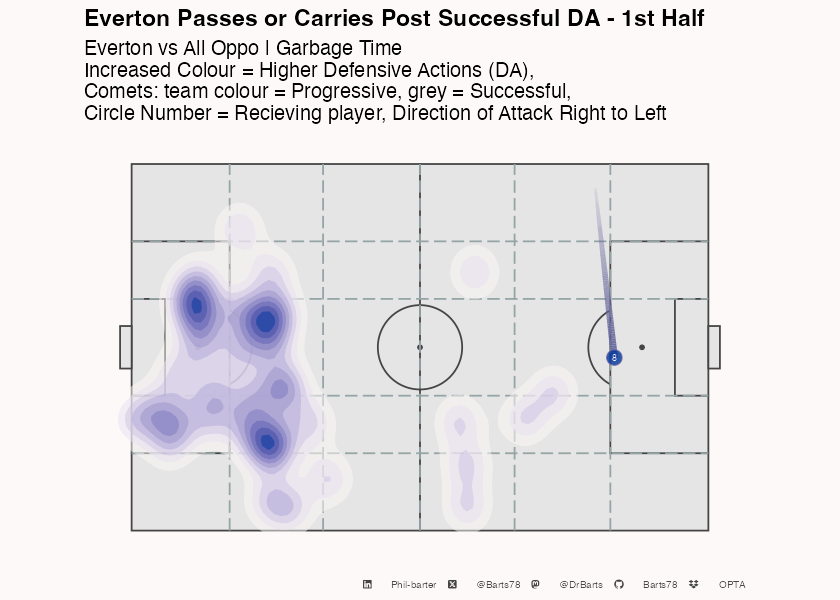 Everton Passes or Carries Post Successful DA - 1st Half
Everton vs All Oppo | Garbage Time
Increased Colour = Higher Defensive Actions (DA),
Comets: team colour = Progressive, grey = Successful,
Circle Number = Recieving player, Direction of Attack Right to Left
8
Phil-barter @Barts78 @DrBarts Barts78 OPTA